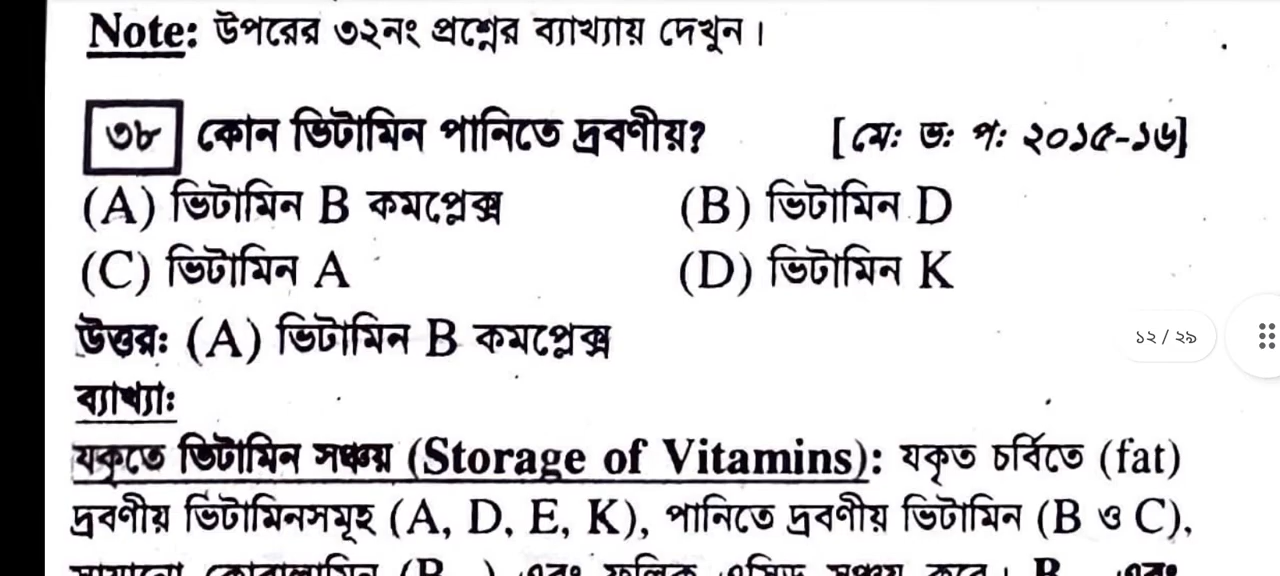 Note: উপরের ৩২নং প্রশ্নের ব্যাখ্যায় দেখুন।
৩৮ কোন ভিটামিন পানিতে দ্রবণীয়? [মে: ভ: প: ২০১৫-১৬]
(A) ভিটামিন B কমপ্লেক্স (B) ভিটামিন D
(C) ভিটামিন A (D) ভিটামিন K
উত্তর: (A) ভিটামিন B কমপ্লেক্স
১২ / ২৯
ব্যাখ্যা:
যকৃতে ভিটামিন সঞ্চয় (Storage of Vitamins): যকৃত চর্বিতে (fat)
দ্রবণীয় ভিটামিনসমূহ (A, D, E, K), পানিতে দ্রবণীয় ভিটামিন (B ও C),